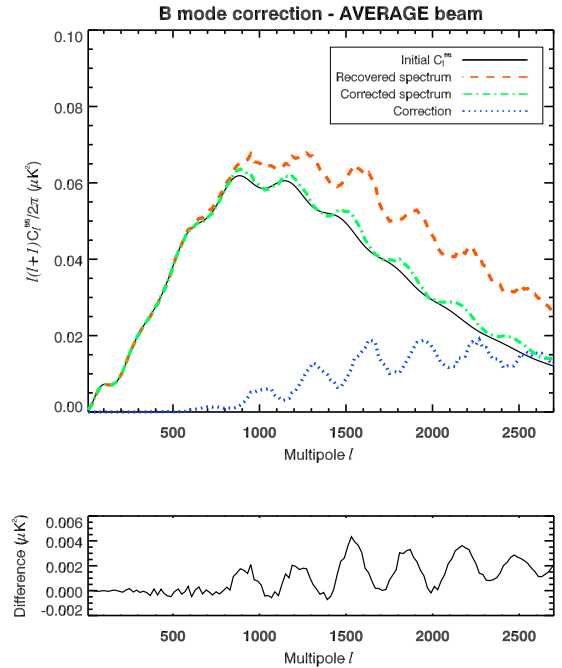 B mode correction - AVERAGE beam
0.10
0.08
0.06
0.04
0.02
0.00
l(l+1)C_l^BB/2π (μK²)
Initial C_l^BB
Recovered spectrum
Corrected spectrum
Correction
500 1000 1500 2000 2500
Multipole l
0.006
0.004
0.002
0.000
-0.002
Difference (μK²)
500 1000 1500 2000 2500
Multipole l